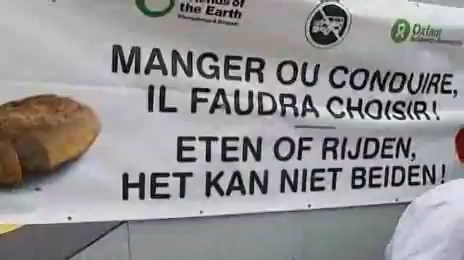 the Earth
Oxfam
MANGER OU CONDUIRE,
IL FAUDRA CHOISIR!
ETEN OF RIJDEN,
HET KAN NIET BEIDEN!